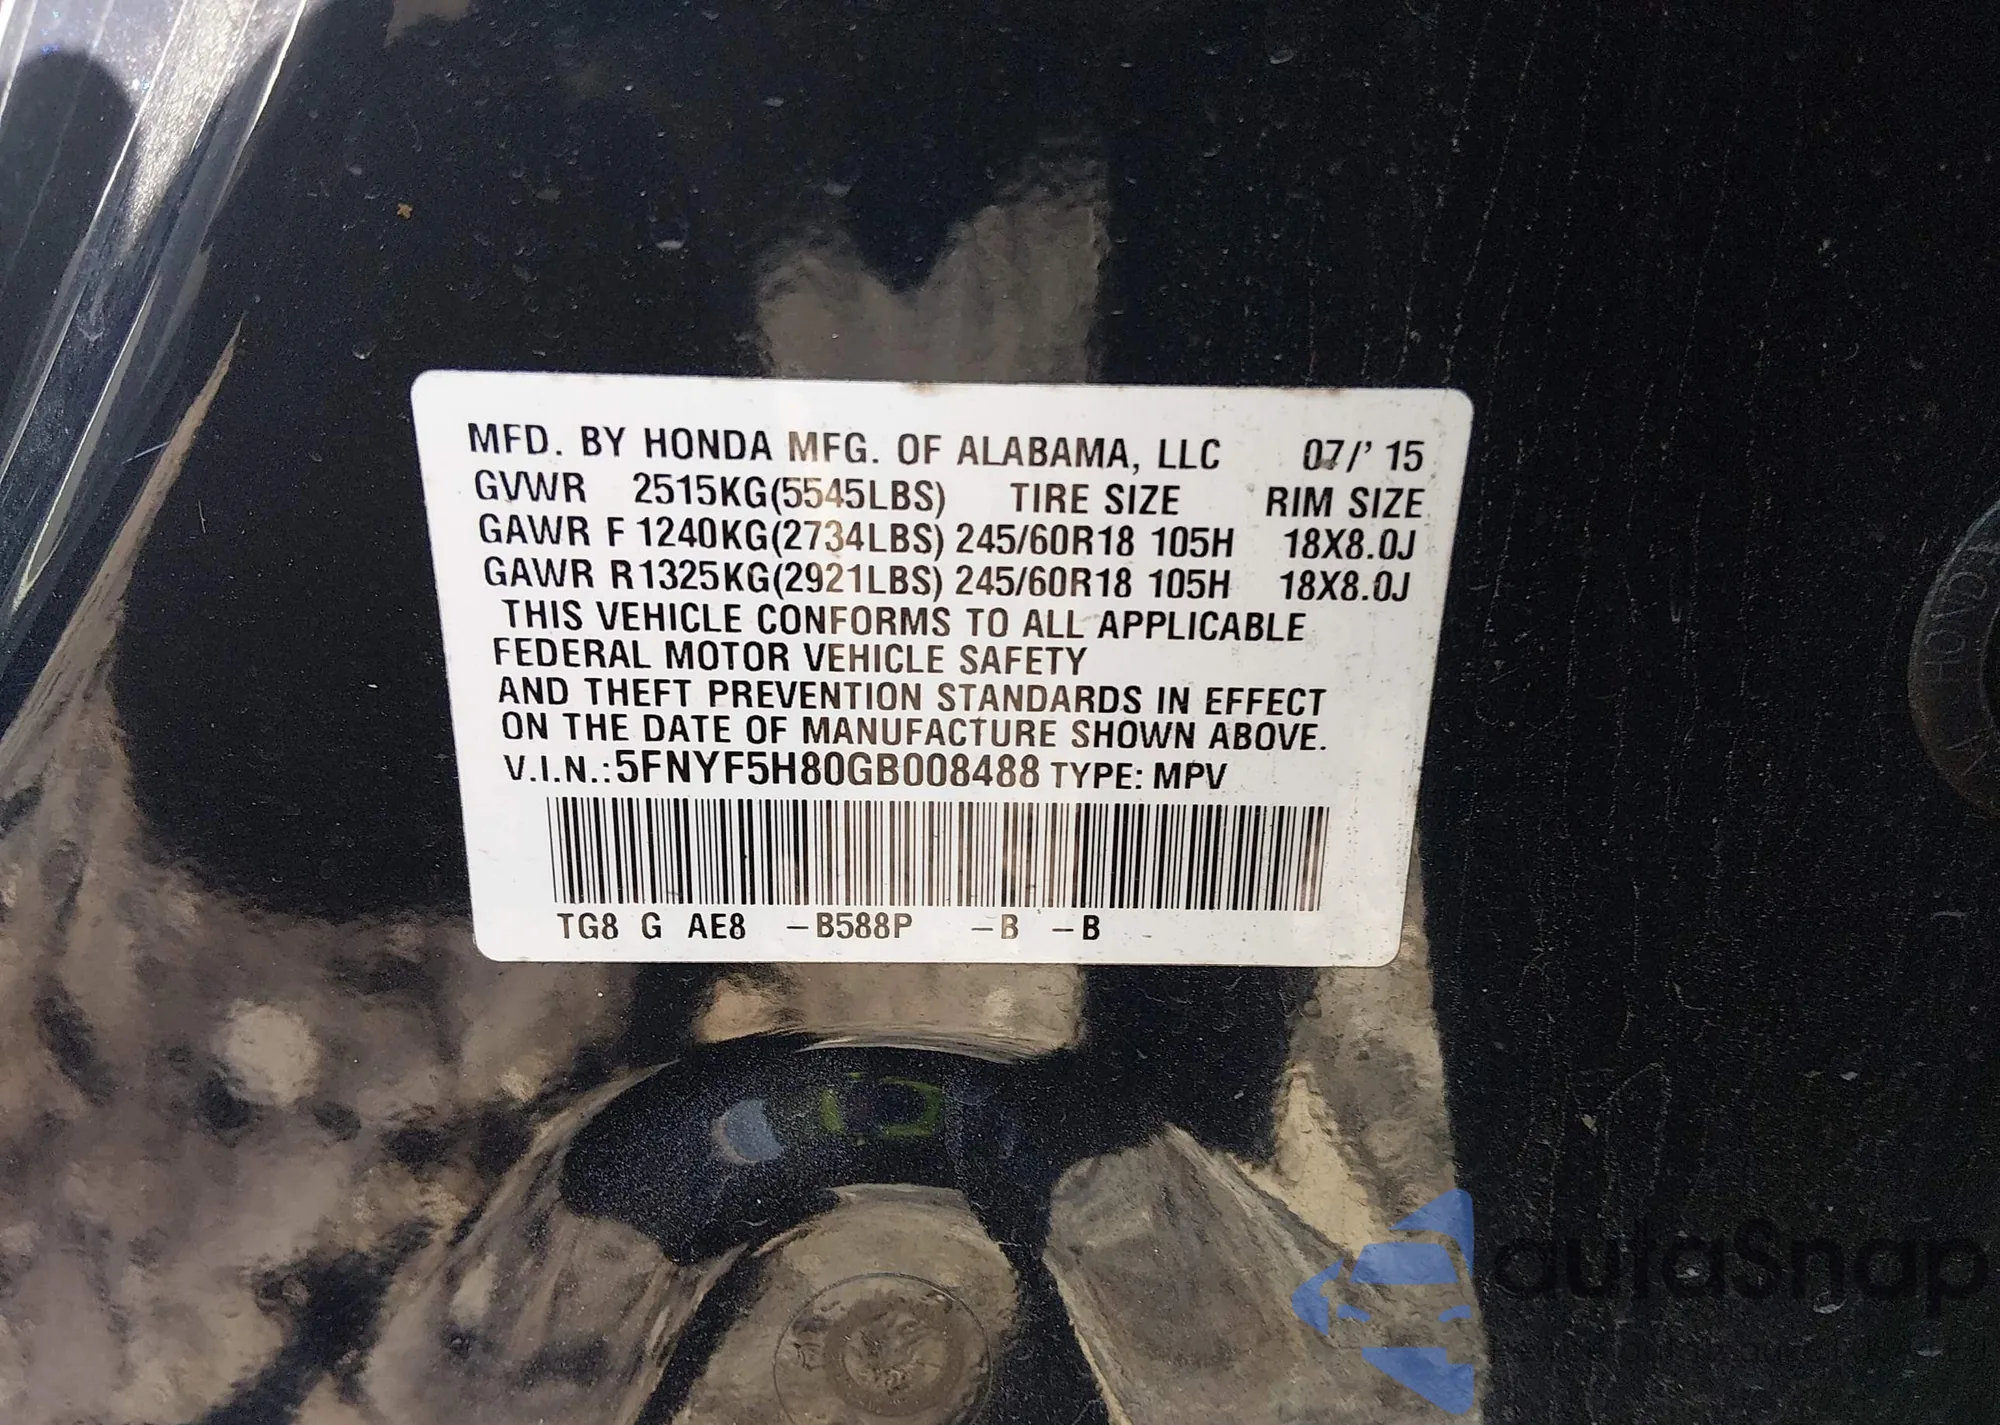 MFD. BY HONDA MFG. OF ALABAMA, LLC 07/' 15
GVWR 2515KG(5545LBS) TIRE SIZE RIM SIZE
GAWR F 1240KG(2734LBS) 245/60R18 105H 18X8.0J
GAWR R1325KG(2921LBS) 245/60R18 105H 18X8.0J
THIS VEHICLE CONFORMS TO ALL APPLICABLE
FEDERAL MOTOR VEHICLE SAFETY
AND THEFT PREVENTION STANDARDS IN EFFECT
ON THE DATE OF MANUFACTURE SHOWN ABOVE.
V.I.N.:5FNYF5H80GB008488 TYPE: MPV
TG8 G AE8 –B588P –B –B
autaSnap